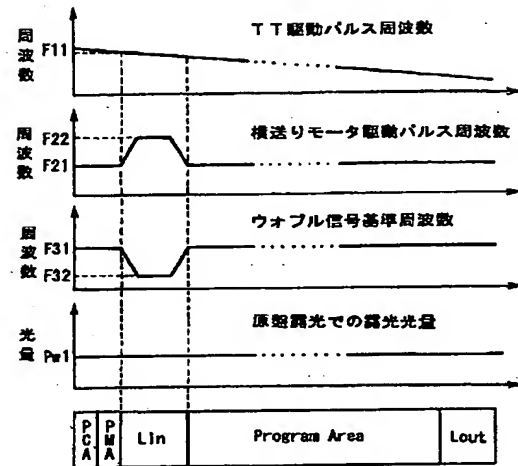 周波数
F11
TT駆動パルス周波数
周波数
F22
F21
横送りモータ駆動パルス周波数
周波数
F31
F32
ウォブル信号基準周波数
光量
Pw1
原盤露光での露光光量
PCA
PMA
Lin
Program Area
Lout